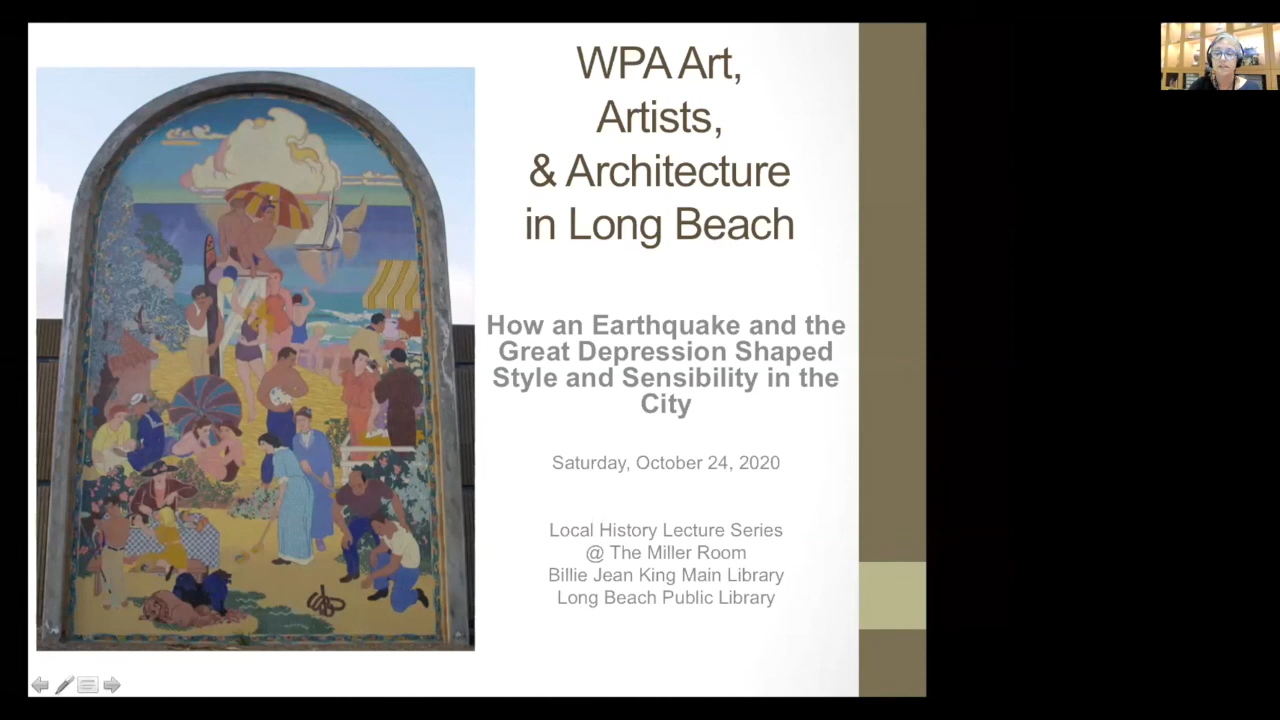 WPA Art,
Artists,
& Architecture
in Long Beach
How an Earthquake and the
Great Depression Shaped
Style and Sensibility in the
City
Saturday, October 24, 2020
Local History Lecture Series
@ The Miller Room
Billie Jean King Main Library
Long Beach Public Library